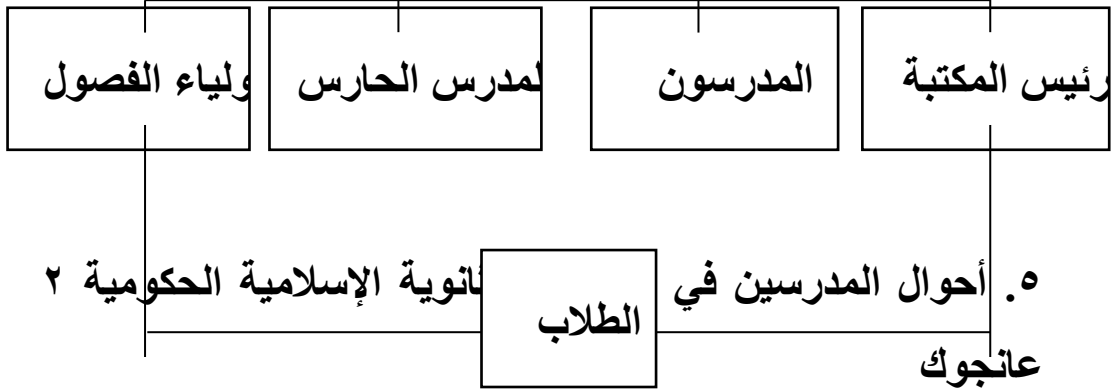 رئيس المكتبة
المدرسون
لمدرس الحارس
ولياء الفصول
٥. أحوال المدرسين في انوية الإسلامية الحكومية ٢
الطلاب
عانجوك